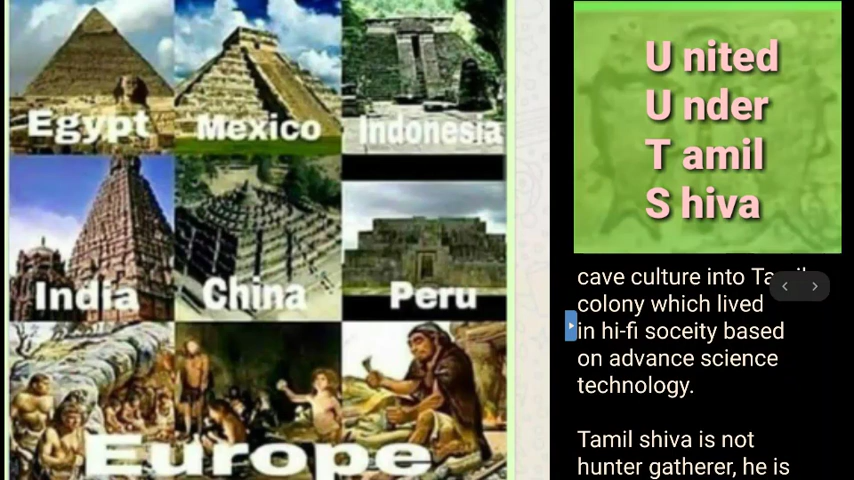 Egypt
Mexico
Indonesia
India
China
Peru
Europe
U nited
U nder
T amil
S hiva
cave culture into
colony which lived
in hi-fi soceity based
on advance science
technology.
Tamil shiva is not
hunter gatherer, he is